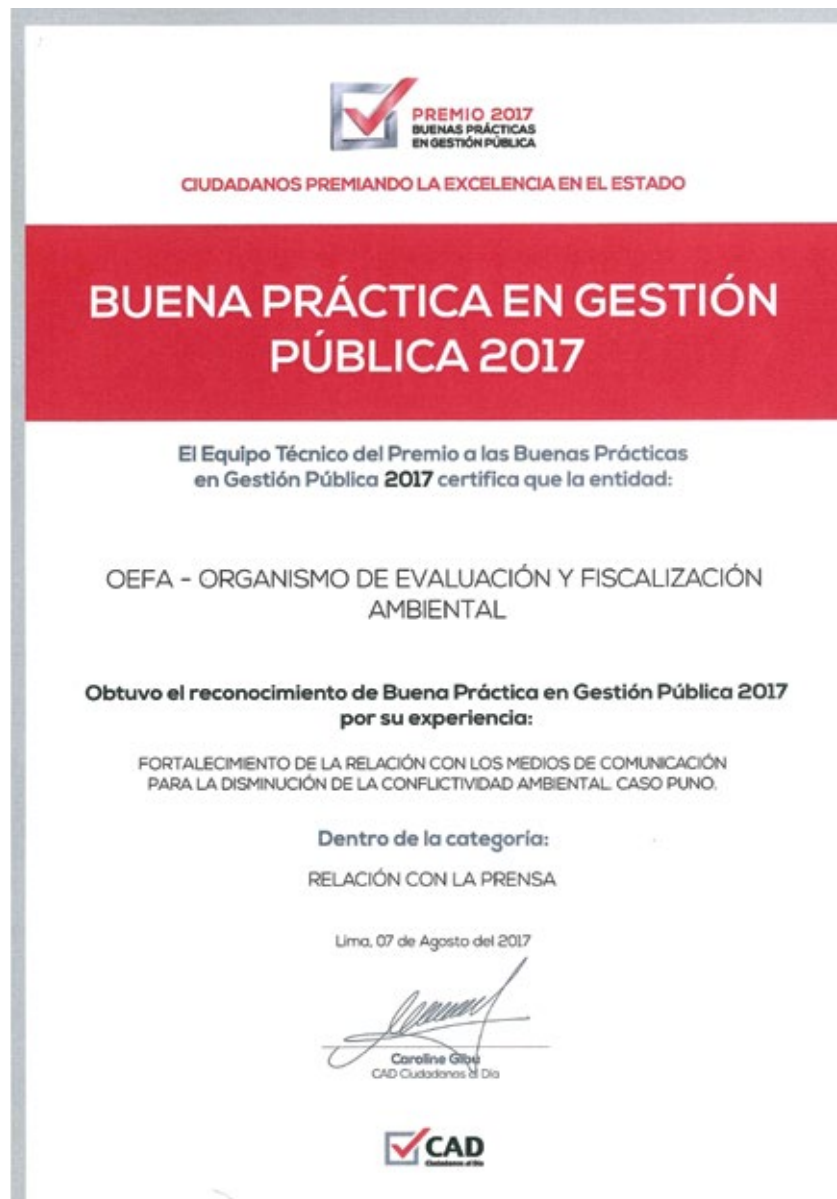 PREMIO 2017
BUENAS PRÁCTICAS
EN GESTIÓN PÚBLICA
CIUDADANOS PREMIANDO LA EXCELENCIA EN EL ESTADO
BUENA PRÁCTICA EN GESTIÓN
PÚBLICA 2017
El Equipo Técnico del Premio a las Buenas Prácticas
en Gestión Pública 2017 certifica que la entidad:
OEFA - ORGANISMO DE EVALUACIÓN Y FISCALIZACIÓN
AMBIENTAL
Obtuvo el reconocimiento de Buena Práctica en Gestión Pública 2017
por su experiencia:
FORTALECIMIENTO DE LA RELACIÓN CON LOS MEDIOS DE COMUNICACIÓN
PARA LA DISMINUCIÓN DE LA CONFLICTIVIDAD AMBIENTAL. CASO PUNO.
Dentro de la categoría:
RELACIÓN CON LA PRENSA
Lima, 07 de Agosto del 2017
Caroline Gibu
CAD Ciudadanos al Día
CAD
Ciudadanos al Día